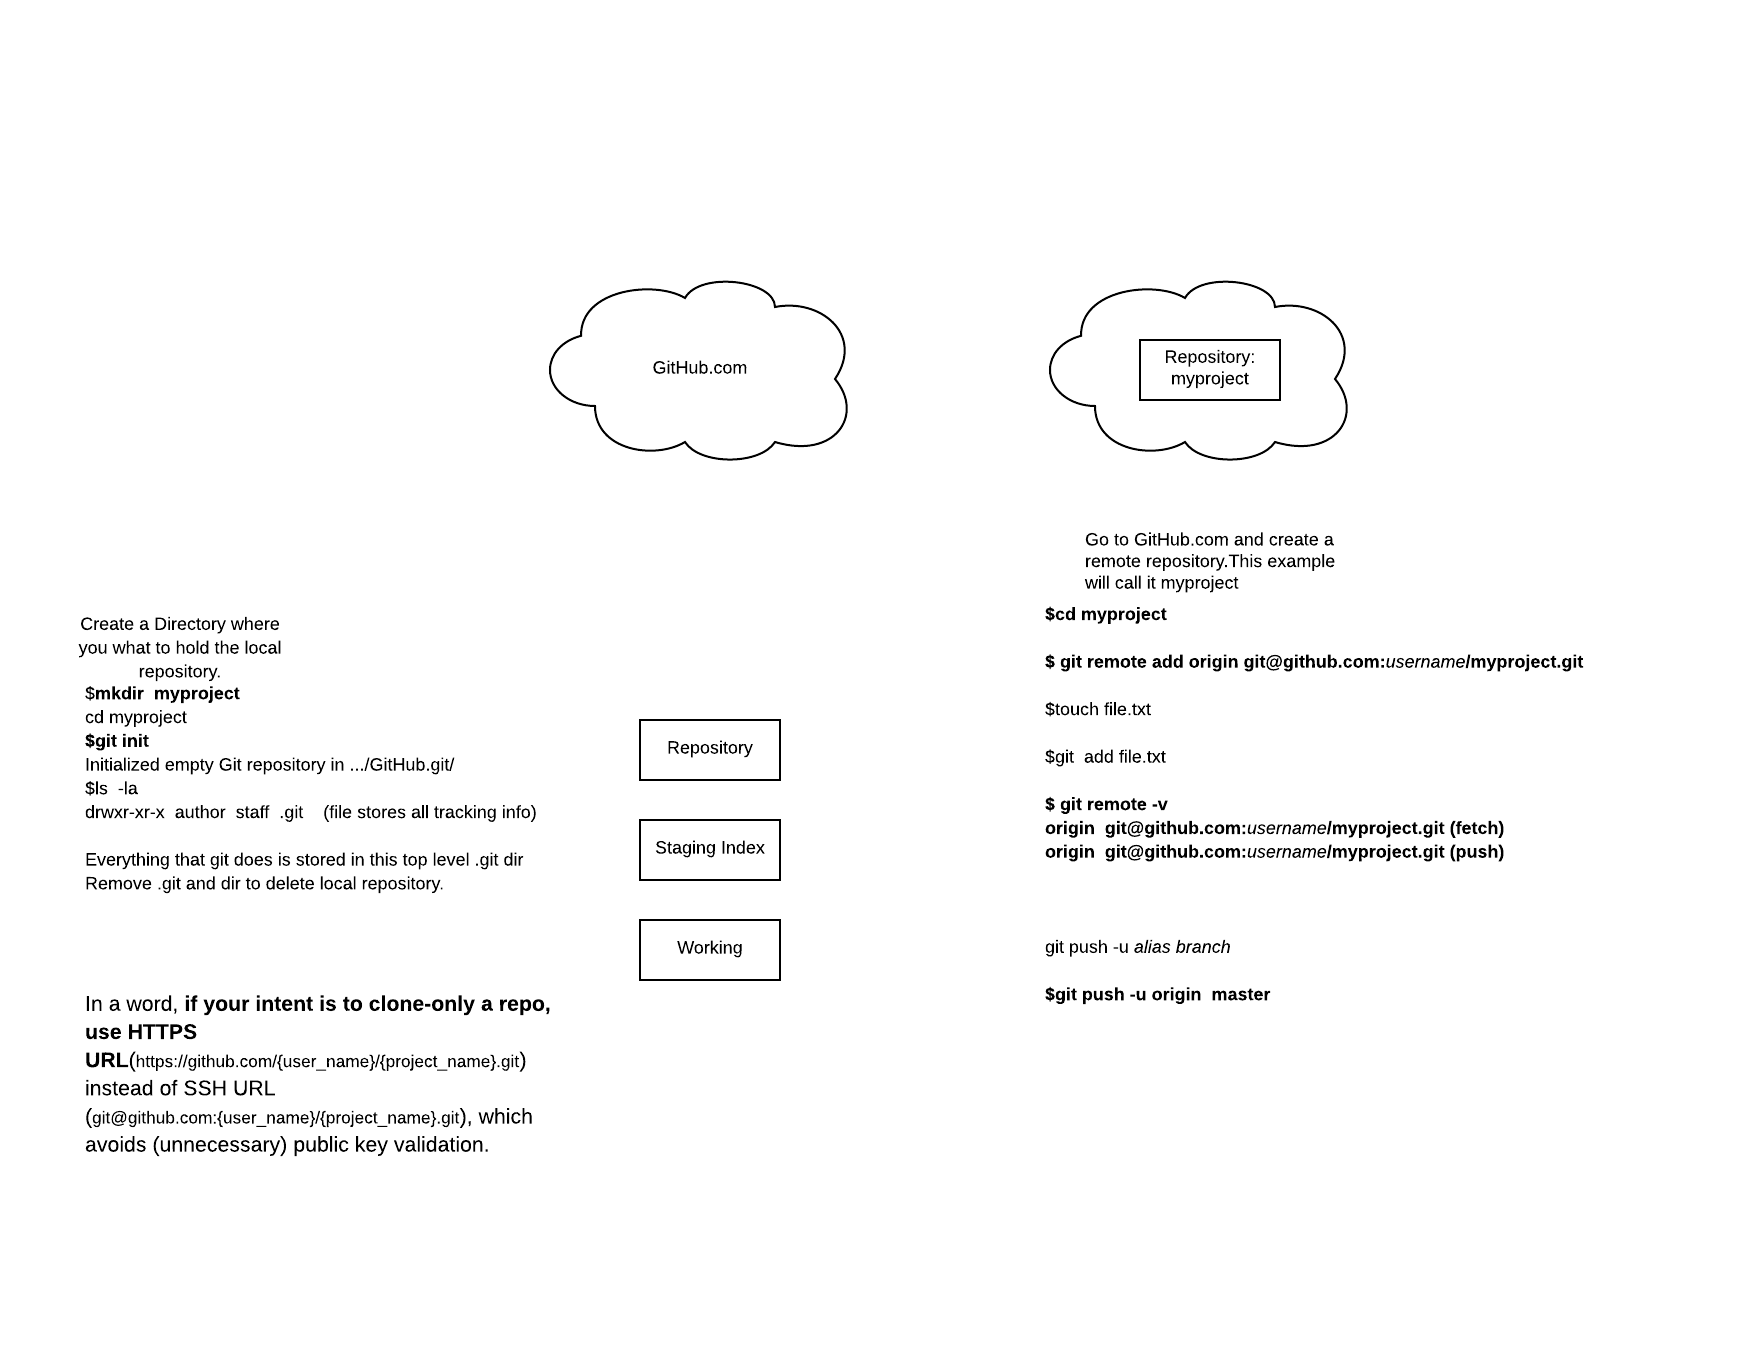 GitHub.com
Repository:
myproject
Go to GitHub.com and create a
remote repository.This example
will call it myproject
Create a Directory where
you what to hold the local
repository.
$mkdir  myproject
cd myproject
$git init
Initialized empty Git repository in .../GitHub.git/
$ls  -la
drwxr-xr-x  author  staff  .git    (file stores all tracking info)
Everything that git does is stored in this top level .git dir
Remove .git and dir to delete local repository.
In a word, if your intent is to clone-only a repo,
use HTTPS
URL(https://github.com/{user_name}/{project_name}.git)
instead of SSH URL
(git@github.com:{user_name}/{project_name}.git), which
avoids (unnecessary) public key validation.
Repository
Staging Index
Working
$cd myproject
$ git remote add origin git@github.com:username/myproject.git
$touch file.txt
$git  add file.txt
$ git remote -v
origin  git@github.com:username/myproject.git (fetch)
origin  git@github.com:username/myproject.git (push)
git push -u alias branch
$git push -u origin  master